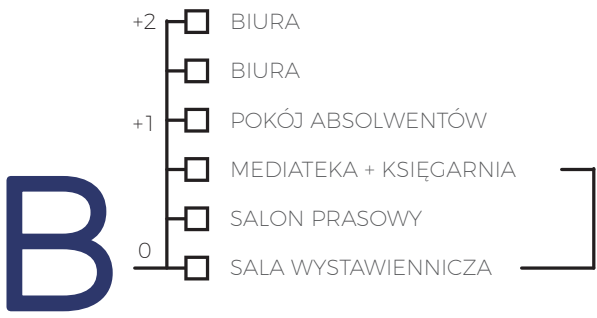 +2 BIURA
BIURA
+1 POKÓJ ABSOLWENTÓW
MEDIATEKA + KSIĘGARNIA
SALON PRASOWY
B 0 SALA WYSTAWIENNICZA